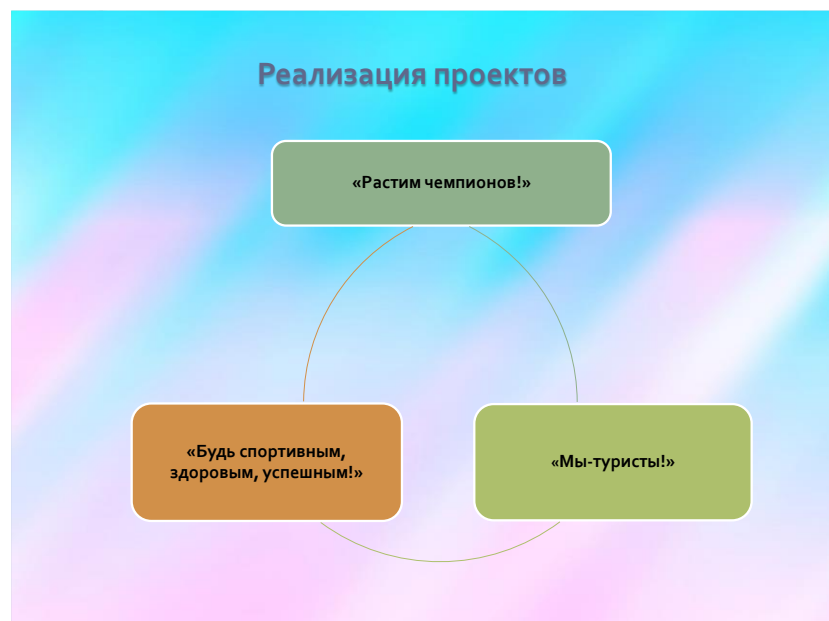 Реализация проектов
«Растим чемпионов!»
«Будь спортивным,
здоровым, успешным!»
«Мы-туристы!»